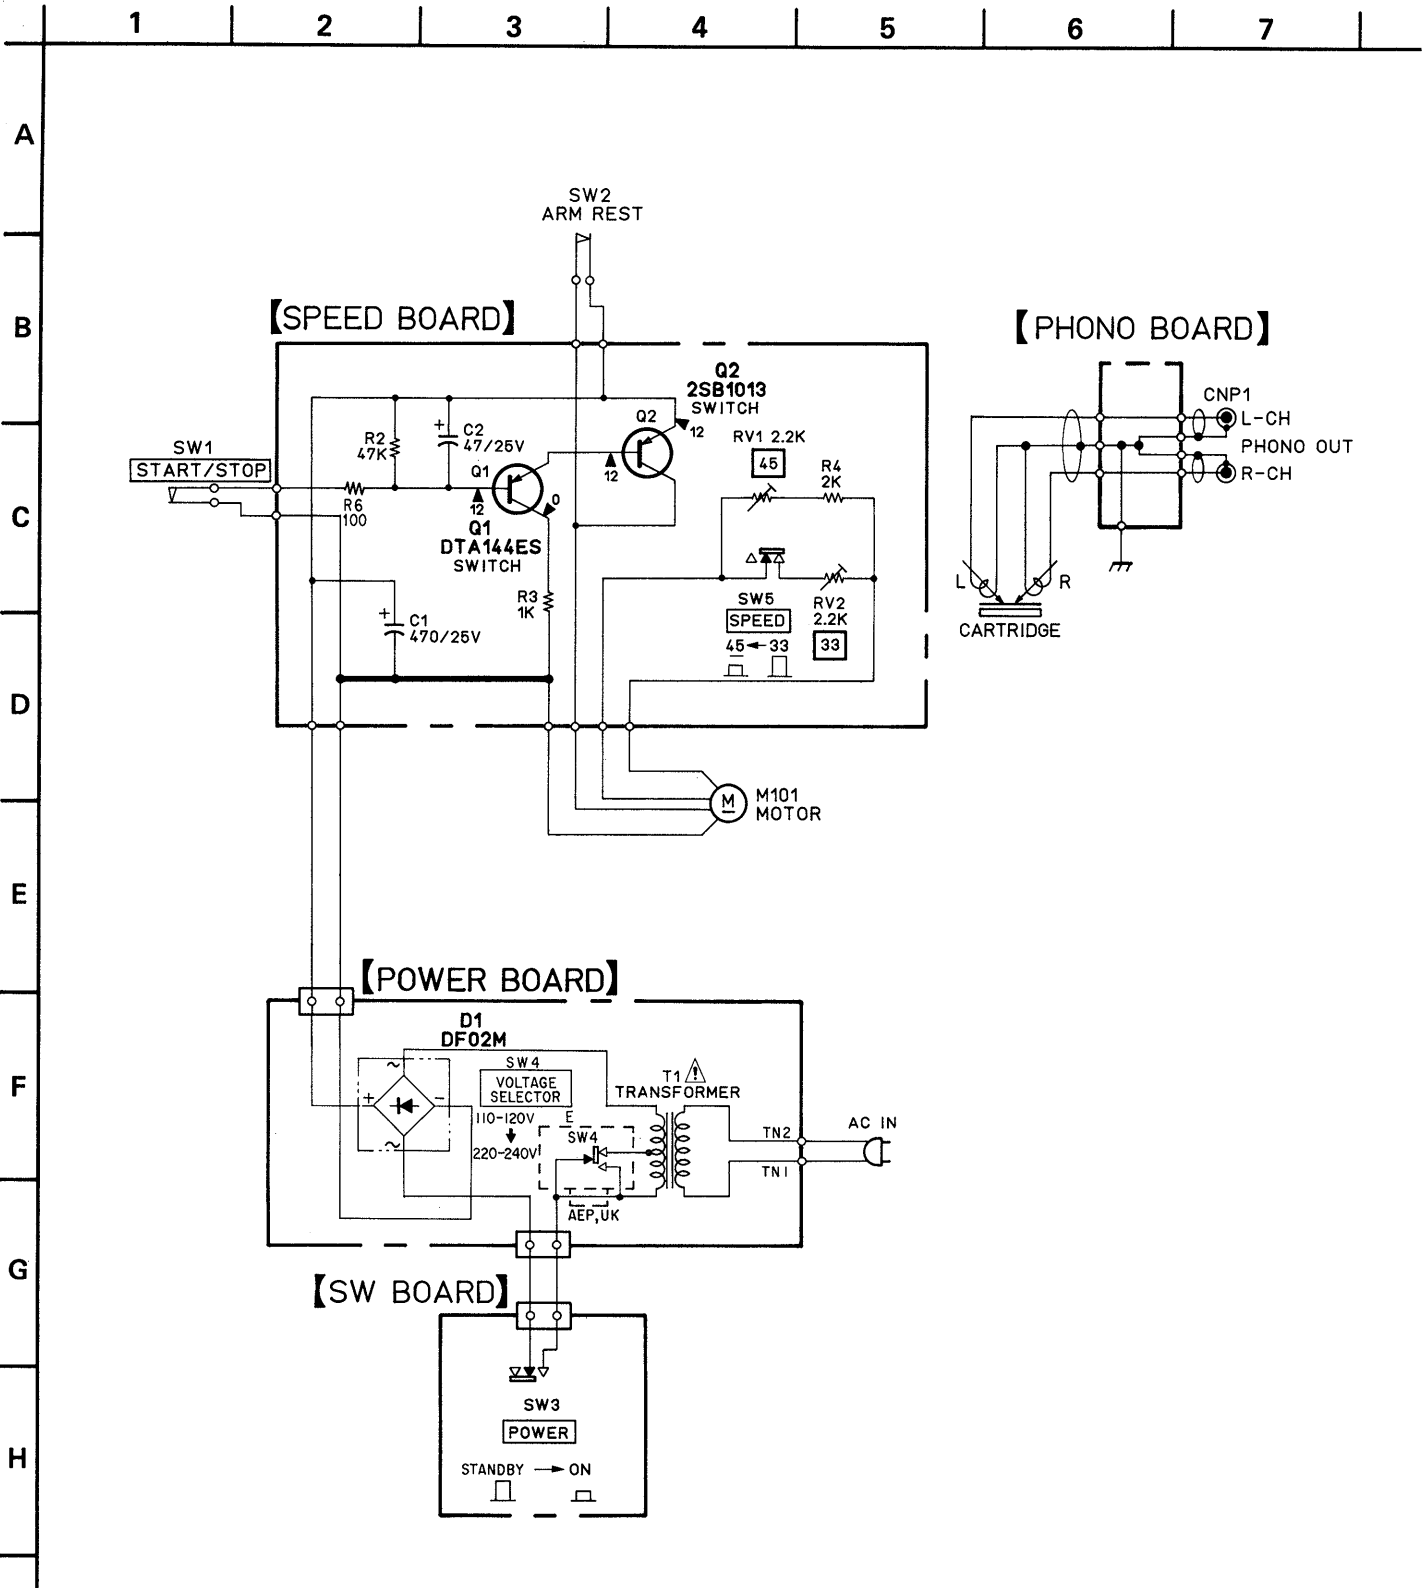 1 2 3 4 5 6 7
A
SW2
ARM REST
B
【SPEED BOARD】
【PHONO BOARD】
Q2
2SB1013
SWITCH
Q2
12
CNP1
L-CH
PHONO OUT
R-CH
SW1
START/STOP
R2
47K
+
C2
47/25V
Q1
12
RV1 2.2K
45
R4
2K
C
R6
100
12
0
Q1
DTA144ES
SWITCH
L
R
CARTRIDGE
R3
1K
SW5
SPEED
45 ← 33
RV2
2.2K
33
+
C1
470/25V
D
M
M101
MOTOR
E
【POWER BOARD】
D1
DF02M
F
~
+
−
~
SW4
VOLTAGE
SELECTOR
110-120V
220-240V
E
SW4
T1 !
TRANSFORMER
TN2
TN1
AC IN
AEP,UK
G
【SW BOARD】
SW3
POWER
H
STANDBY → ON